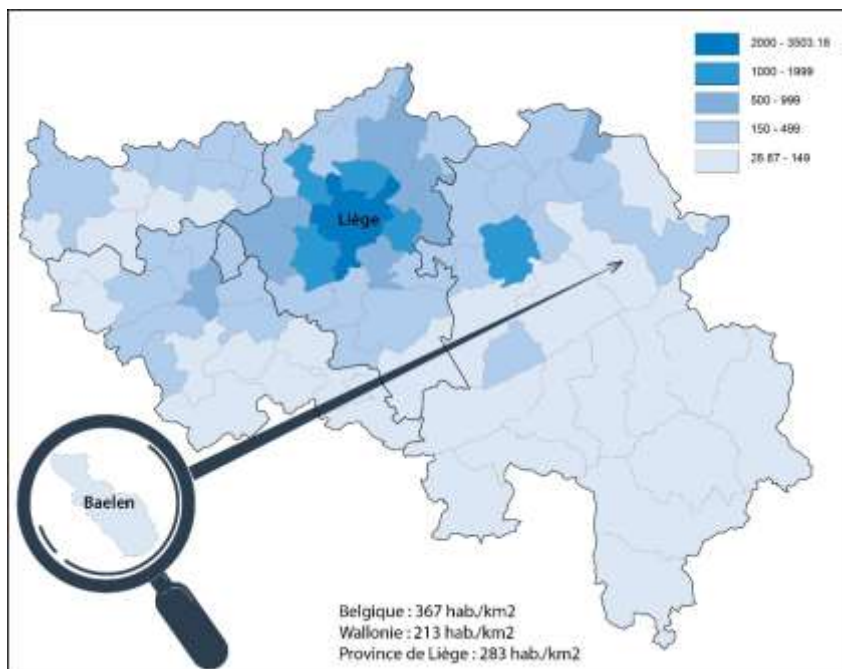 2000 - 3503.18
1000 - 1999
500 - 999
150 - 499
28.87 - 149
Liège
Baelen
Belgique : 367 hab./km2
Wallonie : 213 hab./km2
Province de Liège : 283 hab./km2